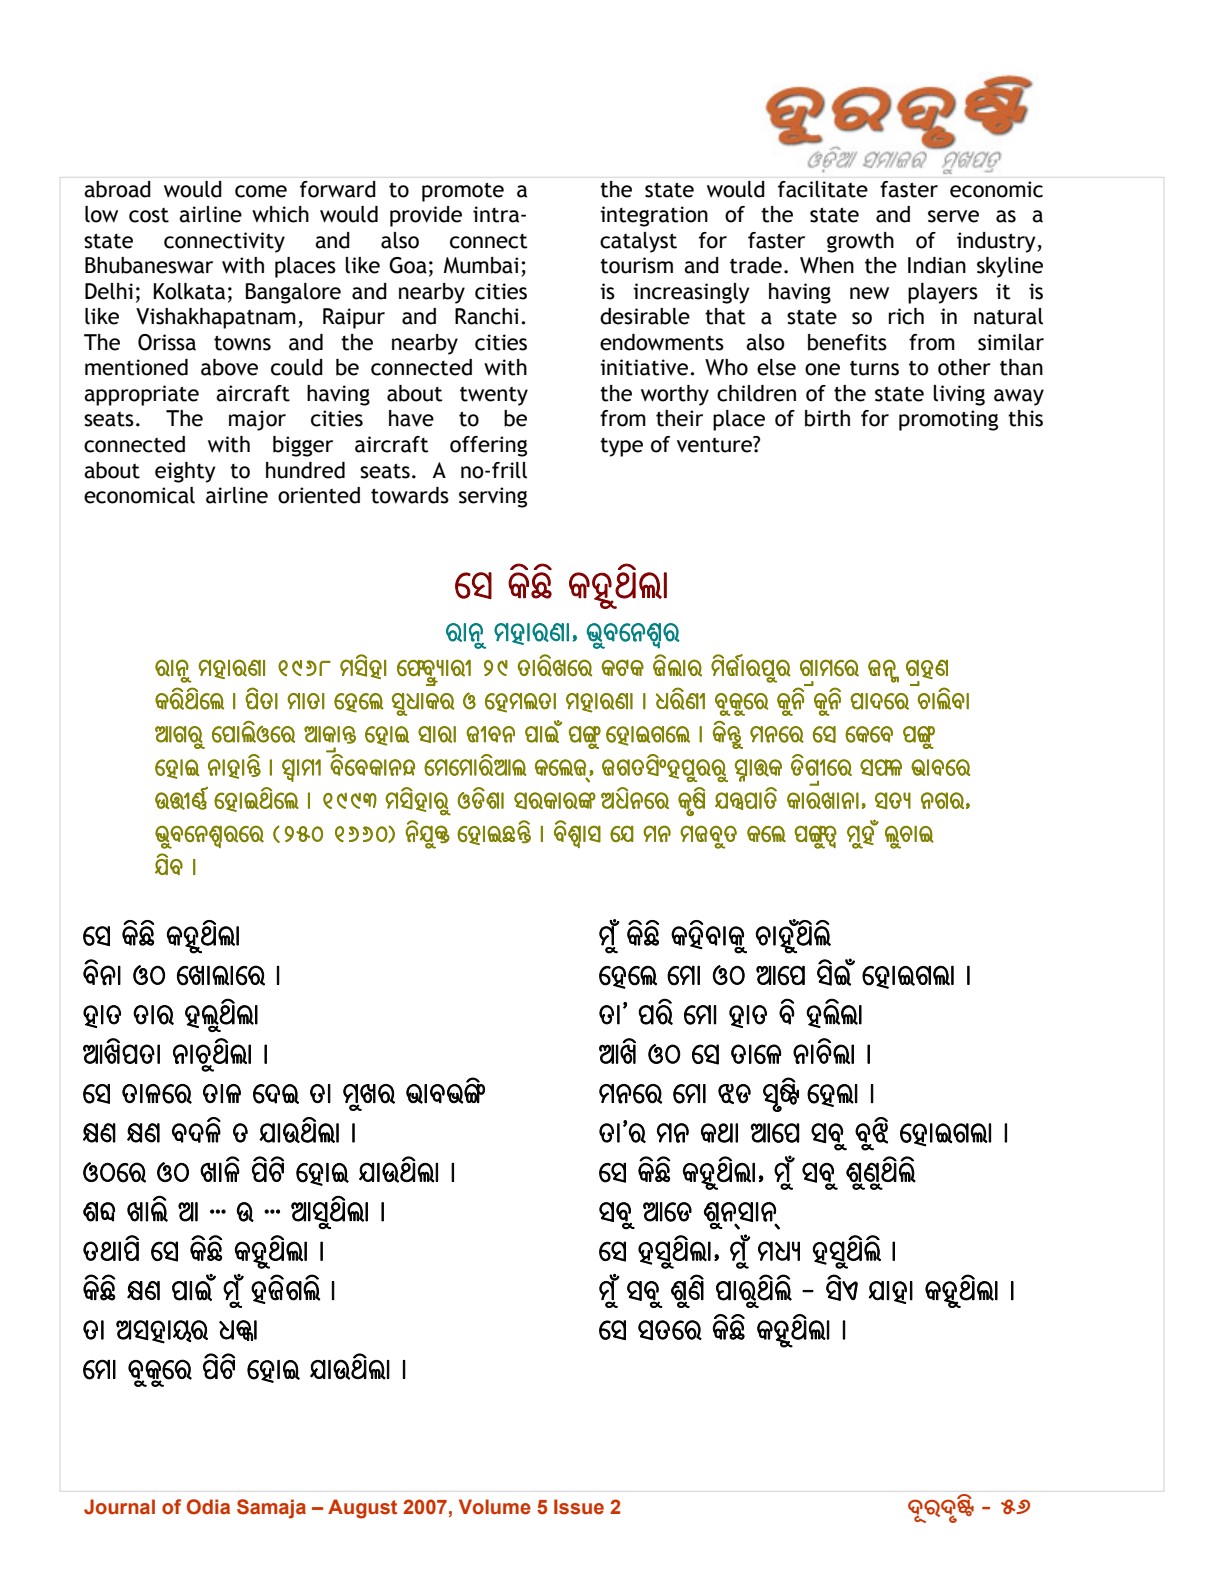 ଦୂରଦୃଷ୍ଟି
ଓଡ଼ିଆ ସମାଜର ମୁଖପତ୍ର
abroad would come forward to promote a
low cost airline which would provide intra-
state connectivity and also connect
Bhubaneswar with places like Goa; Mumbai;
Delhi; Kolkata; Bangalore and nearby cities
like Vishakhapatnam, Raipur and Ranchi.
The Orissa towns and the nearby cities
mentioned above could be connected with
appropriate aircraft having about twenty
seats. The major cities have to be
connected with bigger aircraft offering
about eighty to hundred seats. A no-frill
economical airline oriented towards serving
the state would facilitate faster economic
integration of the state and serve as a
catalyst for faster growth of industry,
tourism and trade. When the Indian skyline
is increasingly having new players it is
desirable that a state so rich in natural
endowments also benefits from similar
initiative. Who else one turns to other than
the worthy children of the state living away
from their place of birth for promoting this
type of venture?
ସେ କିଛି କହୁଥିଲା
ରାନୁ ମହାରଣା, ଭୁବନେଶ୍ୱର
ରାନୁ ମହାରଣା ୧୯୬୮ ମସିହା ଫେବୃୟାରୀ ୨୯ ତାରିଖରେ କଟକ ଜିଲାର ମିର୍ଜାରପୁର ଗ୍ରାମରେ ଜନ୍ମ ଗ୍ରହଣ
କରିଥିଲେ । ପିତା ମାତା ହେଲେ ସୁଧାକର ଓ ହେମଲତା ମହାରଣା । ଧରିଣୀ ବୁକୁରେ କୁନି କୁନି ପାଦରେ ଚାଲିବା
ଆଗରୁ ପୋଲିଓରେ ଆକ୍ରାନ୍ତ ହୋଇ ସାରା ଜୀବନ ପାଇଁ ପଙ୍ଗୁ ହୋଇଗଲେ । କିନ୍ତୁ ମନରେ ସେ କେବେ ପଙ୍ଗୁ
ହୋଇ ନାହାନ୍ତି । ସ୍ୱାମୀ ବିବେକାନନ୍ଦ ମେମୋରିଆଲ କଲେଜ୍, ଜଗତସିଂହପୁରରୁ ସ୍ନାତ୍ତକ ଡିଗ୍ରୀରେ ସଫଳ ଭାବରେ
ଉତ୍ତୀର୍ଣ୍ଣ ହୋଇଥିଲେ । ୧୯୯୩ ମସିହାରୁ ଓଡିଶା ସରକାରଙ୍କ ଅଧିନରେ କୃଷି ଯନ୍ତ୍ରପାତି କାରଖାନା, ସତ୍ୟ ନଗର,
ଭୁବନେଶ୍ୱରରେ (୨୫୦ ୧୬୬୦) ନିଯୁକ୍ତ ହୋଇଛନ୍ତି । ବିଶ୍ୱାସ ଯେ ମନ ମଜବୁତ କଲେ ପଙ୍ଗୁତ୍ୱ ମୁହଁ ଲୁଚାଇ
ଯିବ ।
ସେ କିଛି କହୁଥିଲା
ବିନା ଓଠ ଖୋଲାରେ ।
ହାତ ତାର ହଲୁଥିଲା
ଆଖିପତା ନାଚୁଥିଲା ।
ସେ ତାଳରେ ତାଳ ଦେଇ ତା ମୁଖର ଭାବଭଙ୍ଗି
କ୍ଷଣ କ୍ଷଣ ବଦଳି ତ ଯାଉଥିଲା ।
ଓଠରେ ଓଠ ଖାଳି ପିଟି ହୋଇ ଯାଉଥିଲା ।
ଶବ୍ଦ ଖାଲି ଆ ... ଉ ... ଆସୁଥିଲା ।
ତଥାପି ସେ କିଛି କହୁଥିଲା ।
କିଛି କ୍ଷଣ ପାଇଁ ମୁଁ ହଜିଗଲି ।
ତା ଅସହାୟର ଧକ୍କା
ମୋ ବୁକୁରେ ପିଟି ହୋଇ ଯାଉଥିଲା ।
ମୁଁ କିଛି କହିବାକୁ ଚାହୁଁଥିଲି
ହେଲେ ମୋ ଓଠ ଆପେ ସିଇଁ ହୋଇଗଲା ।
ତା' ପରି ମୋ ହାତ ବି ହଲିଲା
ଆଖି ଓଠ ସେ ତାଳେ ନାଚିଲା ।
ମନରେ ମୋ ଝଡ ସୃଷ୍ଟି ହେଲା ।
ତା'ର ମନ କଥା ଆପେ ସବୁ ବୁଝି ହୋଇଗଲା ।
ସେ କିଛି କହୁଥିଲା, ମୁଁ ସବୁ ଶୁଣୁଥିଲି
ସବୁ ଆଡେ ଶୁନ୍‌ସାନ୍
ସେ ହସୁଥିଲା, ମୁଁ ମଧ୍ୟ ହସୁଥିଲି ।
ମୁଁ ସବୁ ଶୁଣି ପାରୁଥିଲି – ସିଏ ଯାହା କହୁଥିଲା ।
ସେ ସତରେ କିଛି କହୁଥିଲା ।
Journal of Odia Samaja – August 2007, Volume 5 Issue 2
ଦୂରଦୃଷ୍ଟି - ୫୬